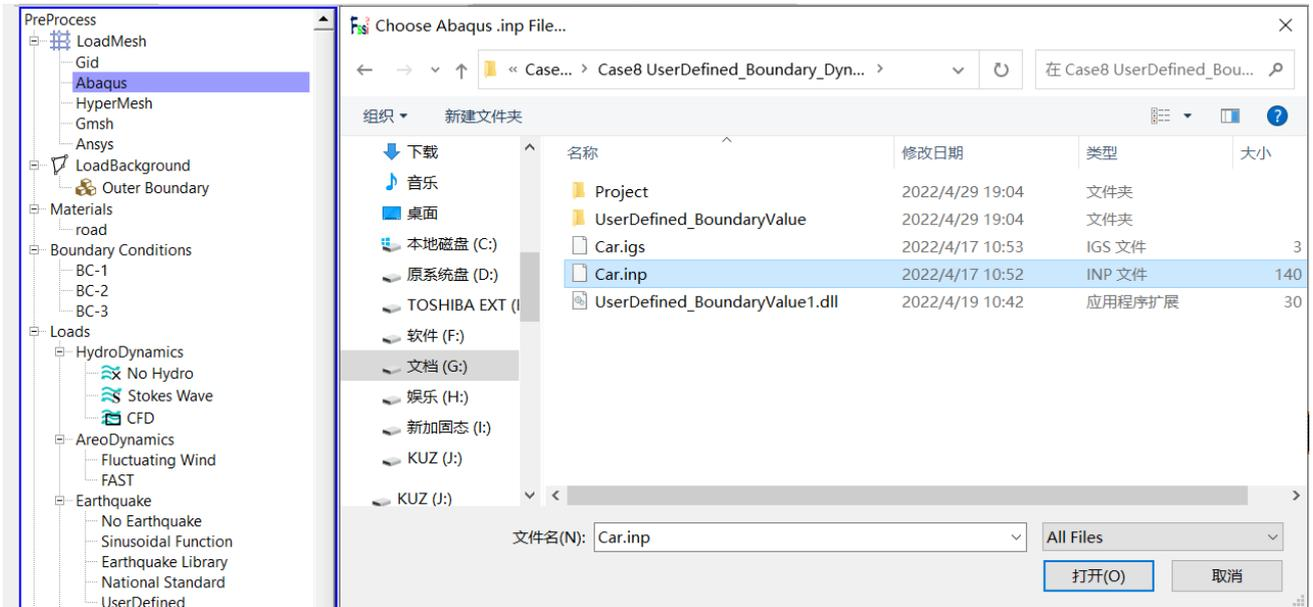 PreProcess
LoadMesh
Gid
Abaqus
HyperMesh
Gmsh
Ansys
LoadBackground
Outer Boundary
Materials
road
Boundary Conditions
BC-1
BC-2
BC-3
Loads
HydroDynamics
No Hydro
Stokes Wave
CFD
AreoDynamics
Fluctuating Wind
FAST
Earthquake
No Earthquake
Sinusoidal Function
Earthquake Library
National Standard
UserDefined
Choose Abaqus .inp File...
« Case... › Case8 UserDefined_Boundary_Dyn... ›
在 Case8 UserDefined_Bou...
组织 新建文件夹
下载
音乐
桌面
本地磁盘 (C:)
原系统盘 (D:)
TOSHIBA EXT (
软件 (F:)
文档 (G:)
娱乐 (H:)
新加固态 (I:)
KUZ (J:)
KUZ (J:)
名称 修改日期 类型 大小
Project 2022/4/29 19:04 文件夹
UserDefined_BoundaryValue 2022/4/29 19:04 文件夹
Car.igs 2022/4/17 10:53 IGS 文件 3
Car.inp 2022/4/17 10:52 INP 文件 140
UserDefined_BoundaryValue1.dll 2022/4/19 10:42 应用程序扩展 30
文件名(N): Car.inp All Files
打开(O) 取消